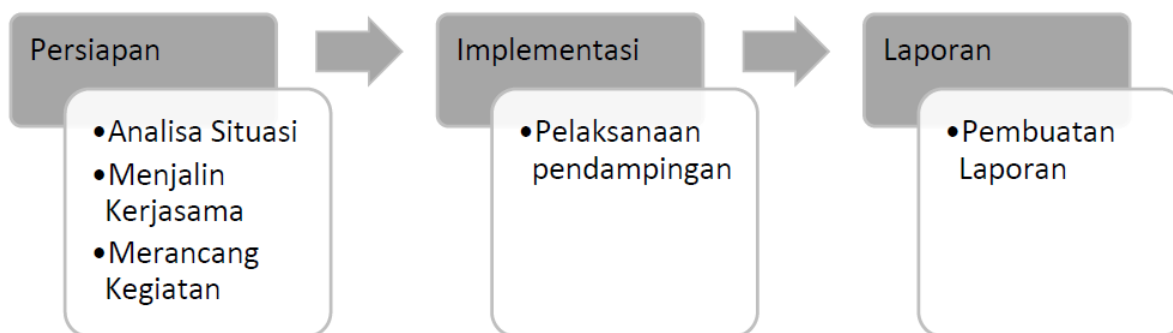 Persiapan
•Analisa Situasi
•Menjalin
Kerjasama
•Merancang
Kegiatan
Implementasi
•Pelaksanaan
pendampingan
Laporan
•Pembuatan
Laporan